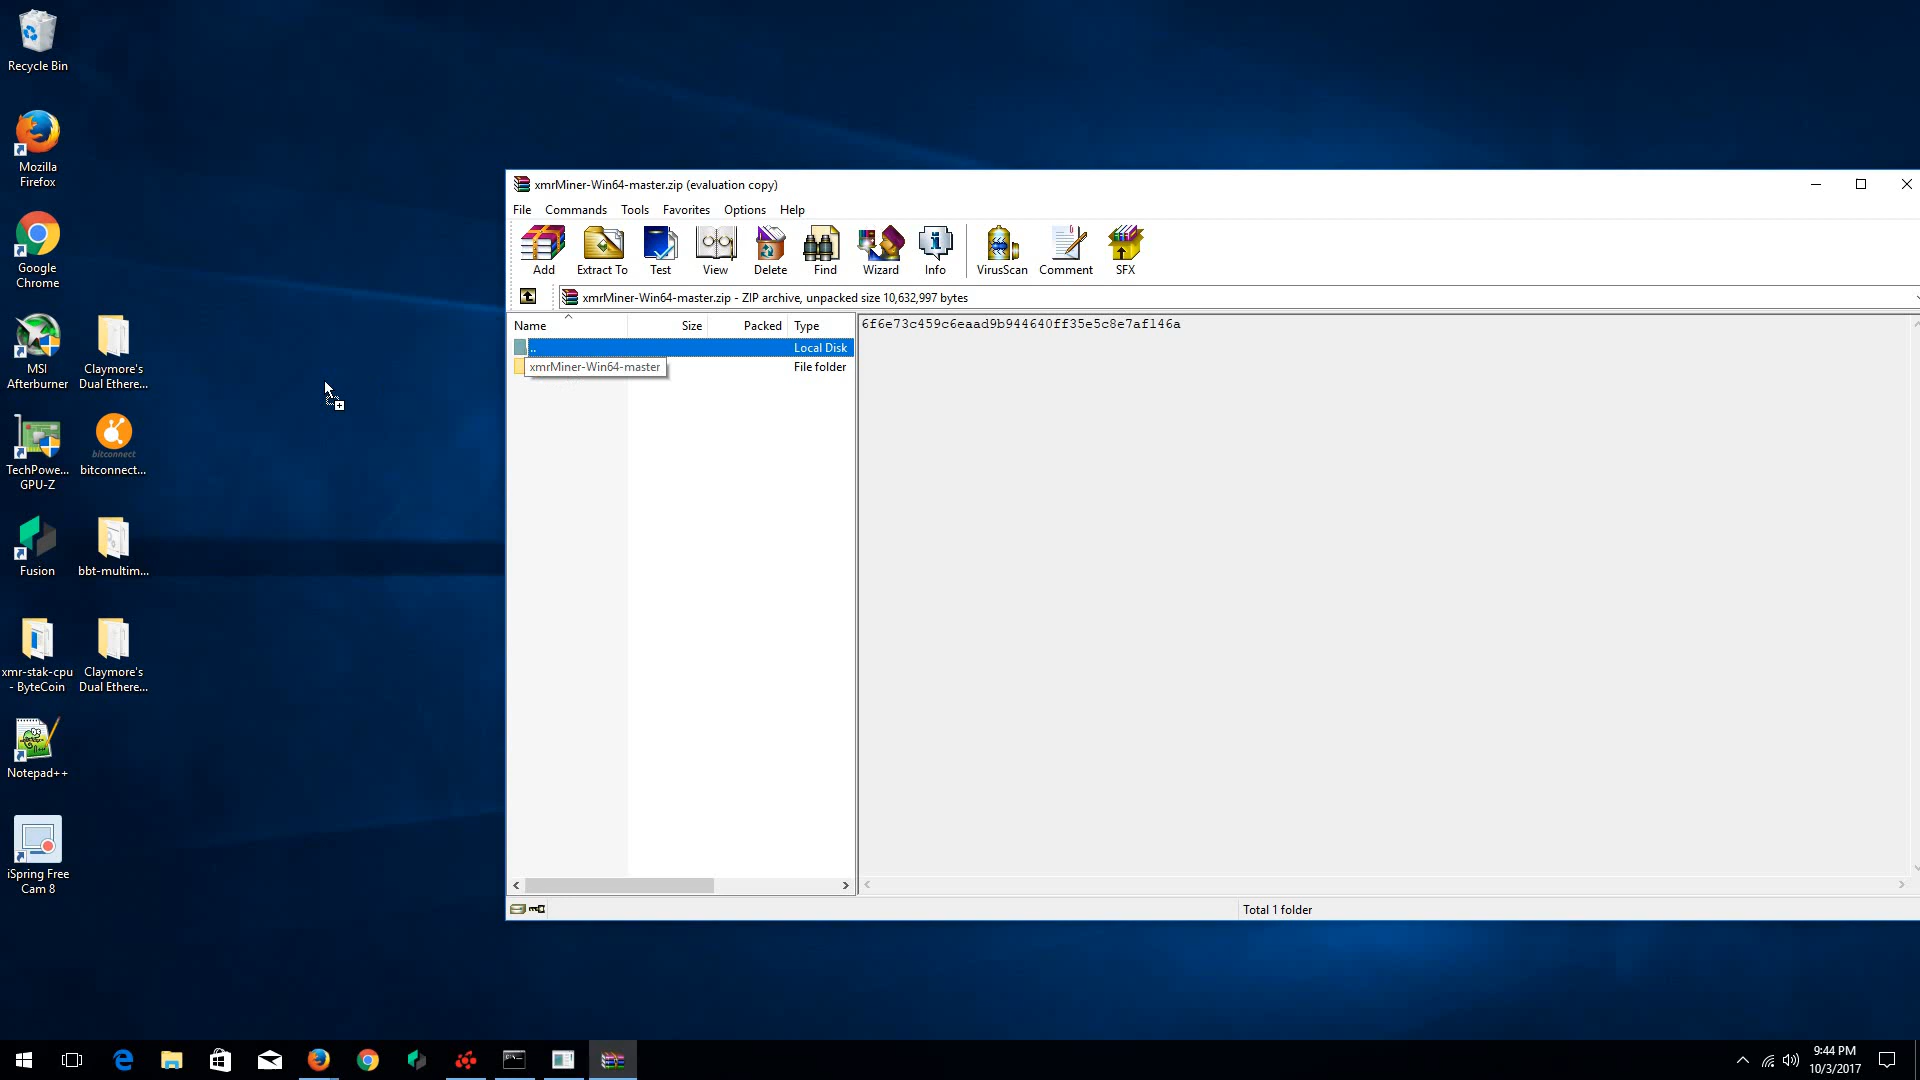 Recycle Bin
Mozilla
Firefox
Google
Chrome
MSI
Afterburner
Claymore's
Dual Ethere...
TechPowe...
GPU-Z
bitconnect
bitconnect...
Fusion
bbt-multim...
xmr-stak-cpu
- ByteCoin
Claymore's
Dual Ethere...
Notepad++
iSpring Free
Cam 8
xmrMiner-Win64-master.zip (evaluation copy)
File Commands Tools Favorites Options Help
Add Extract To Test View Delete Find Wizard Info VirusScan Comment SFX
xmrMiner-Win64-master.zip - ZIP archive, unpacked size 10,632,997 bytes
Name Size Packed Type
6f6e73c459c6eaad9b944640ff35e5c8e7af146a
.. Local Disk
xmrMiner-Win64-master File folder
Total 1 folder
9:44 PM
10/3/2017